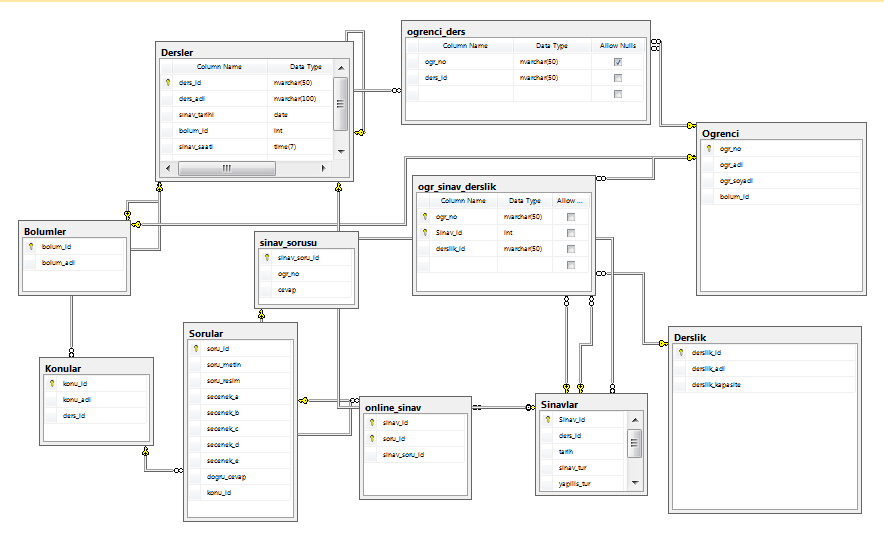 Dersler
Column Name Data Type
ders_id nvarchar(50)
ders_adi nvarchar(100)
sinav_tarihi date
bolum_id int
sinav_saati time(7)
ogrenci_ders
Column Name Data Type Allow Nulls
ogr_no nvarchar(50)
ders_id nvarchar(50)
Ogrenci
ogr_no
ogr_adi
ogr_soyadi
bolum_id
ogr_sinav_derslik
Column Name Data Type Allow ...
ogr_no nvarchar(50)
Sinav_id int
derslik_id nvarchar(50)
Bolumler
bolum_id
bolum_adi
sinav_sorusu
sinav_soru_id
ogr_no
cevap
Sorular
soru_id
soru_metin
soru_resim
secenek_a
secenek_b
secenek_c
secenek_d
secenek_e
dogru_cevap
konu_id
Derslik
derslik_id
derslik_adi
derslik_kapasite
Konular
konu_id
konu_adi
ders_id
online_sinav
sinav_id
soru_id
sinav_soru_id
Sinavlar
Sinav_id
ders_id
tarih
sinav_tur
yapilis_tur